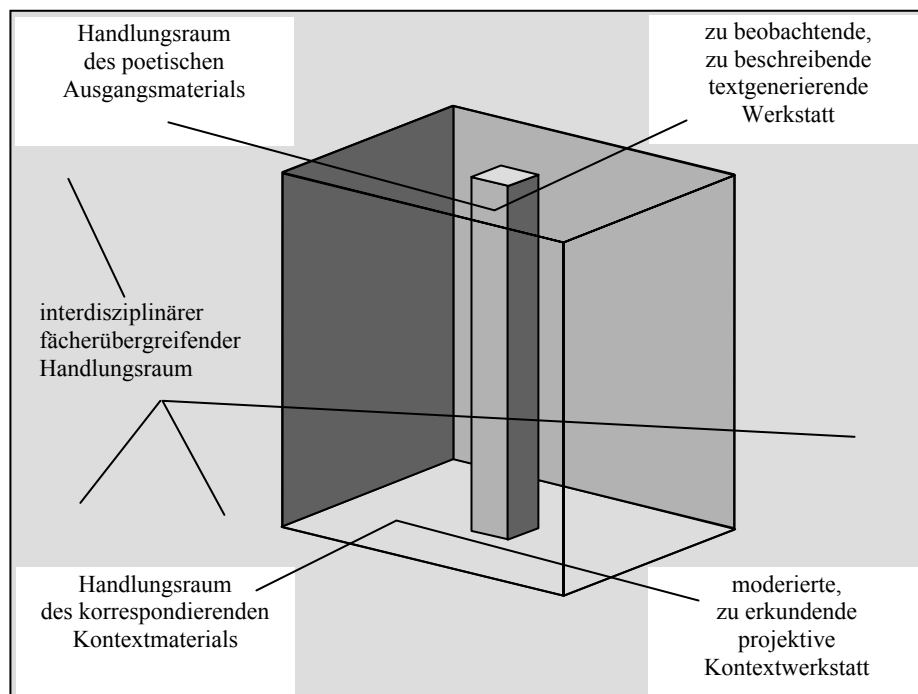 Handlungsraum
des poetischen
Ausgangsmaterials
zu beobachtende,
zu beschreibende
textgenerierende
Werkstatt
interdisziplinärer
fächerübergreifender
Handlungsraum
Handlungsraum
des korrespondierenden
Kontextmaterials
moderierte,
zu erkundende
projektive
Kontextwerkstatt